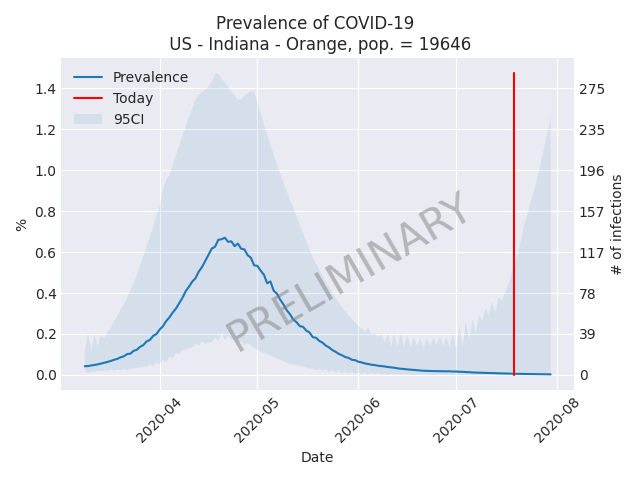 Prevalence of COVID-19
US - Indiana - Orange, pop. = 19646
Prevalence
Today
95CI
1.4
1.2
1.0
0.8
0.6
0.4
0.2
0.0
%
275
235
196
157
117
78
39
0
# of infections
PRELIMINARY
2020-04
2020-05
2020-06
2020-07
2020-08
Date